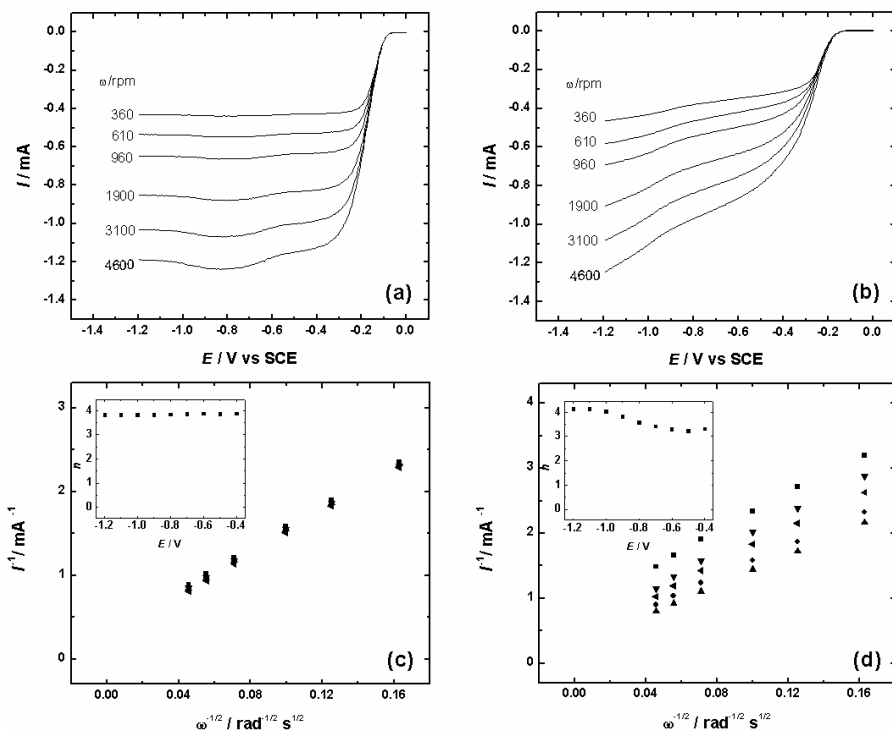 0.0
-0.2
-0.4
-0.6
-0.8
-1.0
-1.2
-1.4
I / mA
ω/rpm
360
610
960
1900
3100
4600
(a)
-1.4 -1.2 -1.0 -0.8 -0.6 -0.4 -0.2 0.0
E / V vs SCE
0.0
-0.2
-0.4
-0.6
-0.8
-1.0
-1.2
-1.4
I / mA
ω/rpm
360
610
960
1900
3100
4600
(b)
-1.4 -1.2 -1.0 -0.8 -0.6 -0.4 -0.2 0.0
E / V vs SCE
3
2
1
0
I⁻¹/ mA⁻¹
4
3
2
1
0
n
-1.2 -1.0 -0.8 -0.6 -0.4
E / V
(c)
0.00 0.04 0.08 0.12 0.16
ω⁻¹/² / rad⁻¹/² s¹/²
4
3
2
1
0
I⁻¹/ mA⁻¹
4
3
2
1
0
n
-1.2 -1.0 -0.8 -0.6 -0.4
E / V
(d)
0.00 0.04 0.08 0.12 0.16
ω⁻¹/² / rad⁻¹/² s¹/²